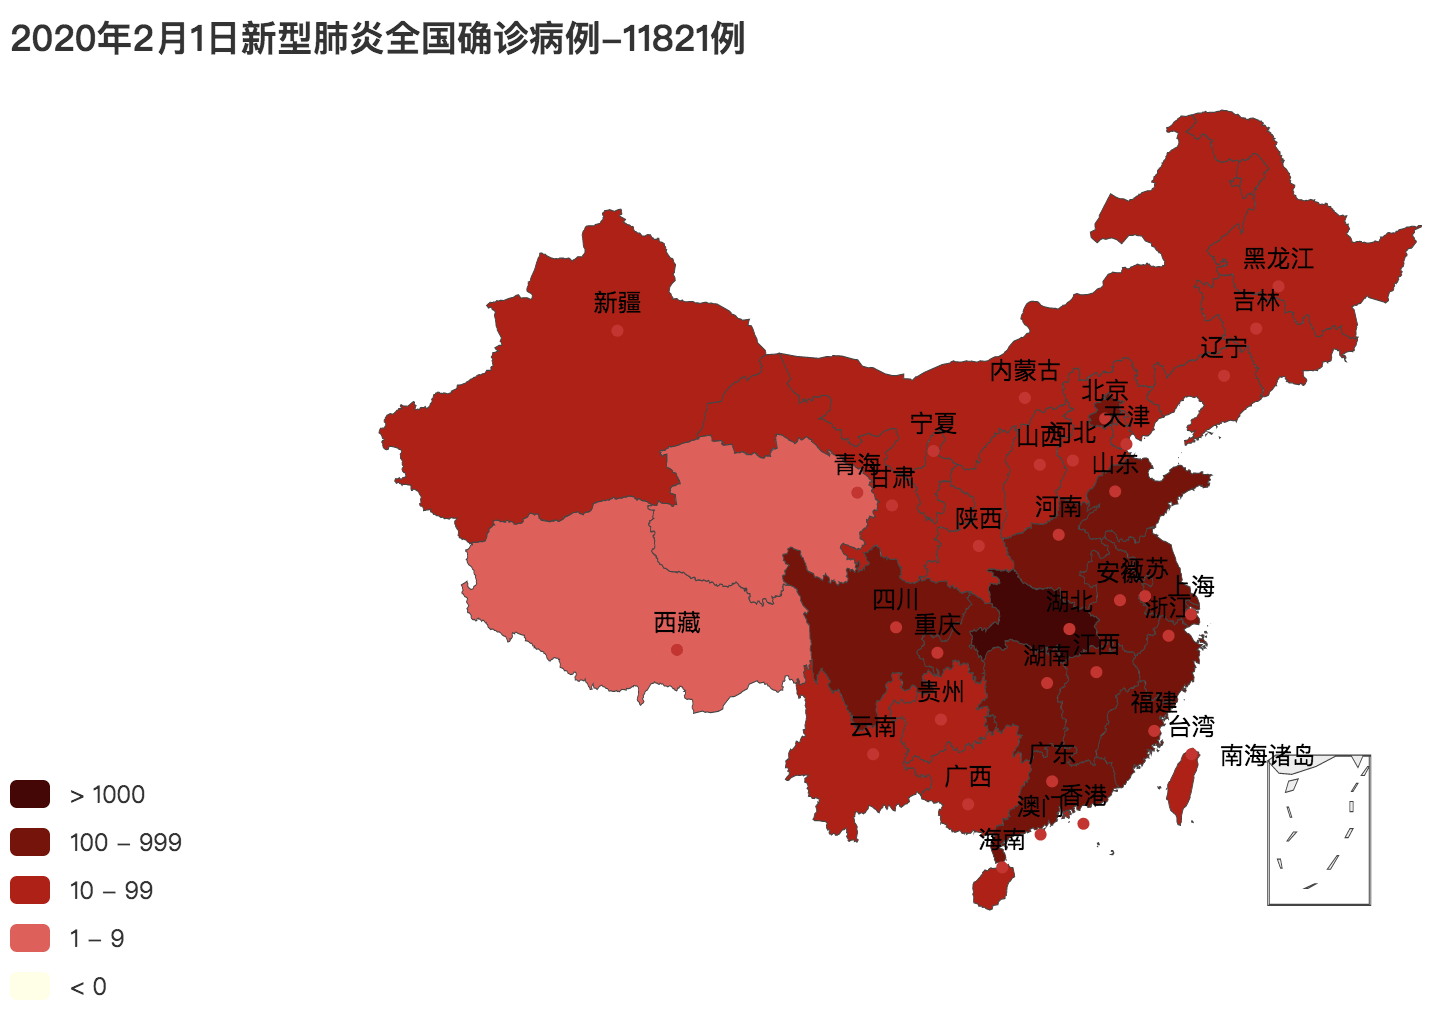 2020年2月1日新型肺炎全国确诊病例-11821例
黑龙江
吉林
新疆
辽宁
内蒙古
北京
天津
宁夏
山西
河北
青海
甘肃
山东
河南
陕西
安徽
江苏
上海
四川
湖北
浙江
西藏
重庆
江西
湖南
贵州
福建
云南
台湾
广东
南海诸岛
广西
香港
澳门
海南
> 1000
100 - 999
10 - 99
1 - 9
< 0